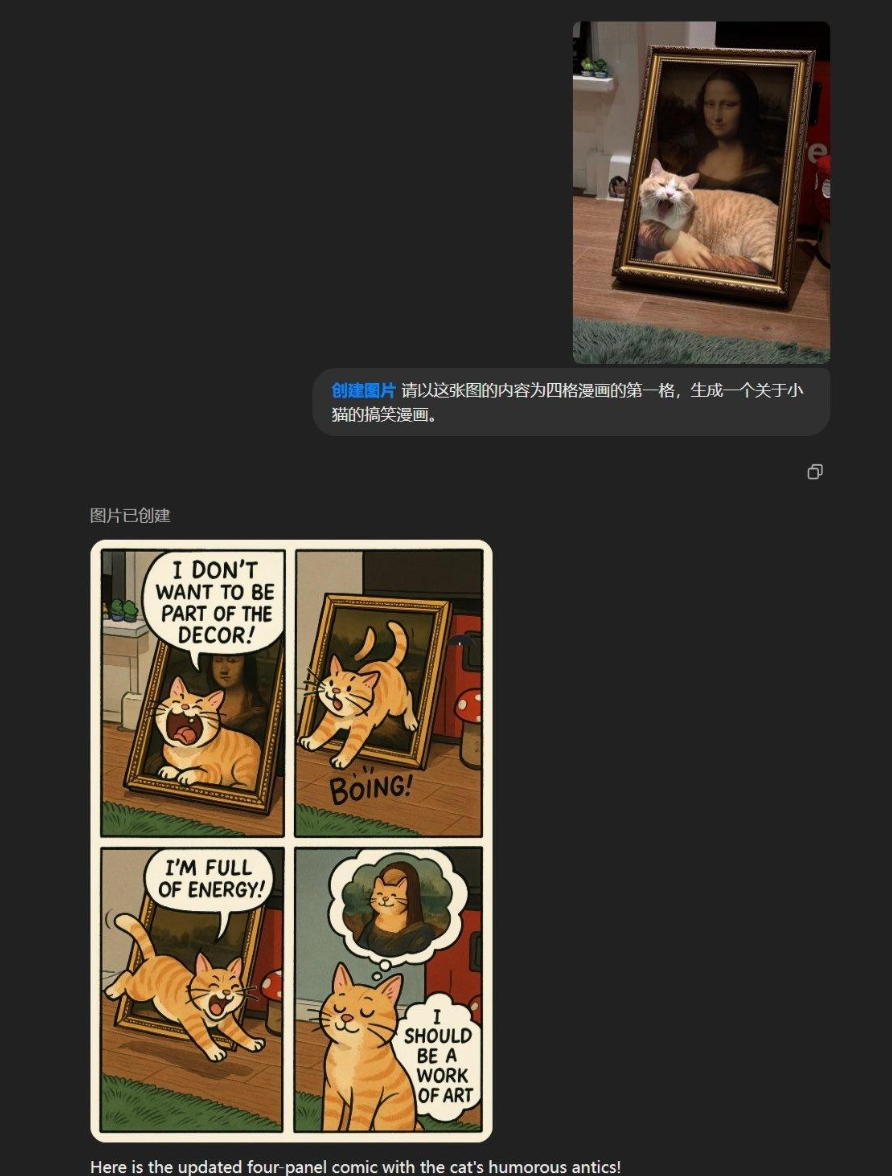 e
创建图片 请以这张图的内容为四格漫画的第一格，生成一个关于小
猫的搞笑漫画。
图片已创建
I DON'T
WANT TO BE
PART OF THE
DECOR!
BOING!
I'M FULL
OF ENERGY!
I
SHOULD
BE A
WORK
OF ART
Here is the updated four-panel comic with the cat's humorous antics!